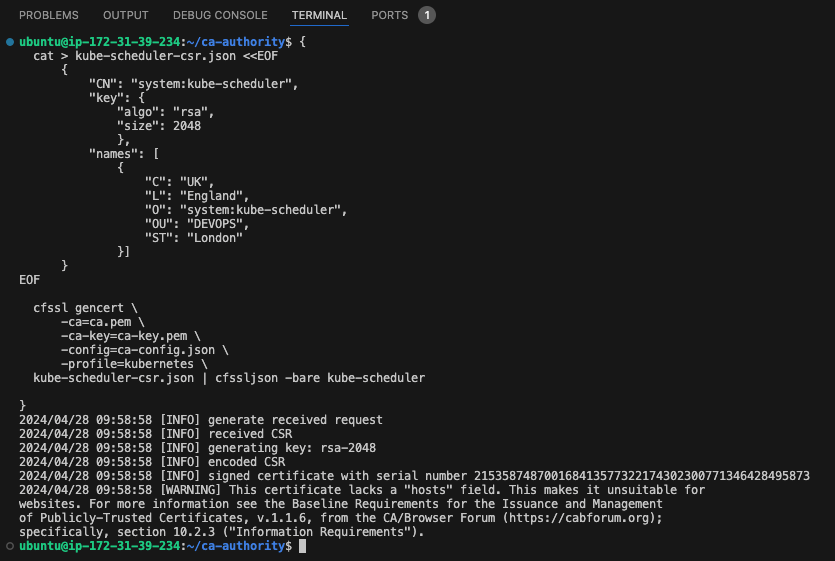 PROBLEMS OUTPUT DEBUG CONSOLE TERMINAL PORTS 1
ubuntu@ip-172-31-39-234:~/ca-authority$ {
  cat > kube-scheduler-csr.json <<EOF
      {
          "CN": "system:kube-scheduler",
          "key": {
              "algo": "rsa",
              "size": 2048
              },
          "names": [
              {
                  "C": "UK",
                  "L": "England",
                  "O": "system:kube-scheduler",
                  "OU": "DEVOPS",
                  "ST": "London"
              }]
      }
EOF

  cfssl gencert \
      -ca=ca.pem \
      -ca-key=ca-key.pem \
      -config=ca-config.json \
      -profile=kubernetes \
  kube-scheduler-csr.json | cfssljson -bare kube-scheduler

}
2024/04/28 09:58:58 [INFO] generate received request
2024/04/28 09:58:58 [INFO] received CSR
2024/04/28 09:58:58 [INFO] generating key: rsa-2048
2024/04/28 09:58:58 [INFO] encoded CSR
2024/04/28 09:58:58 [INFO] signed certificate with serial number 215358748700168413577322174302300771346428495873
2024/04/28 09:58:58 [WARNING] This certificate lacks a "hosts" field. This makes it unsuitable for
websites. For more information see the Baseline Requirements for the Issuance and Management
of Publicly-Trusted Certificates, v.1.1.6, from the CA/Browser Forum (https://cabforum.org);
specifically, section 10.2.3 ("Information Requirements").
ubuntu@ip-172-31-39-234:~/ca-authority$